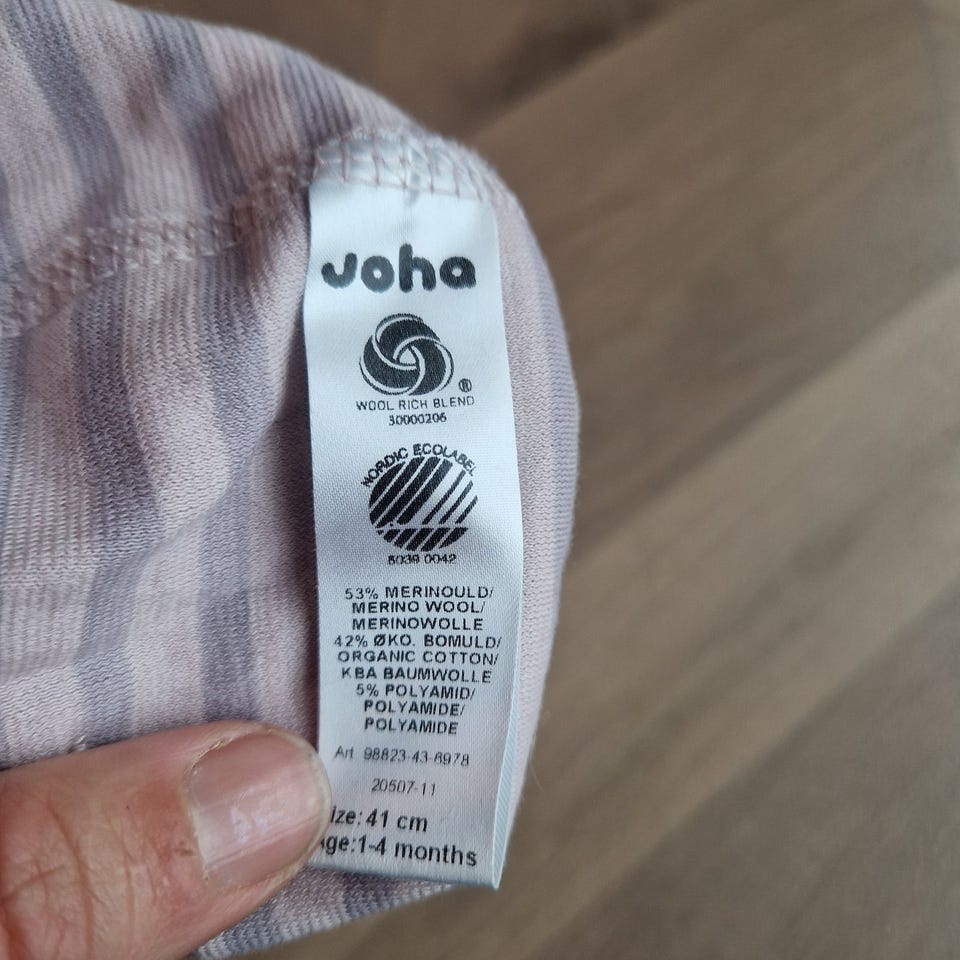 Joha
®
WOOL RICH BLEND
30000206
NORDIC ECOLABEL
5039 0042
53% MERINOULD/
MERINO WOOL/
MERINOWOLLE
42% ØKO. BOMULD/
ORGANIC COTTON/
KBA BAUMWOLLE
5% POLYAMID/
POLYAMIDE/
POLYAMIDE
Art 98823-43-6978
20507-11
ize: 41 cm
ge:1-4 months